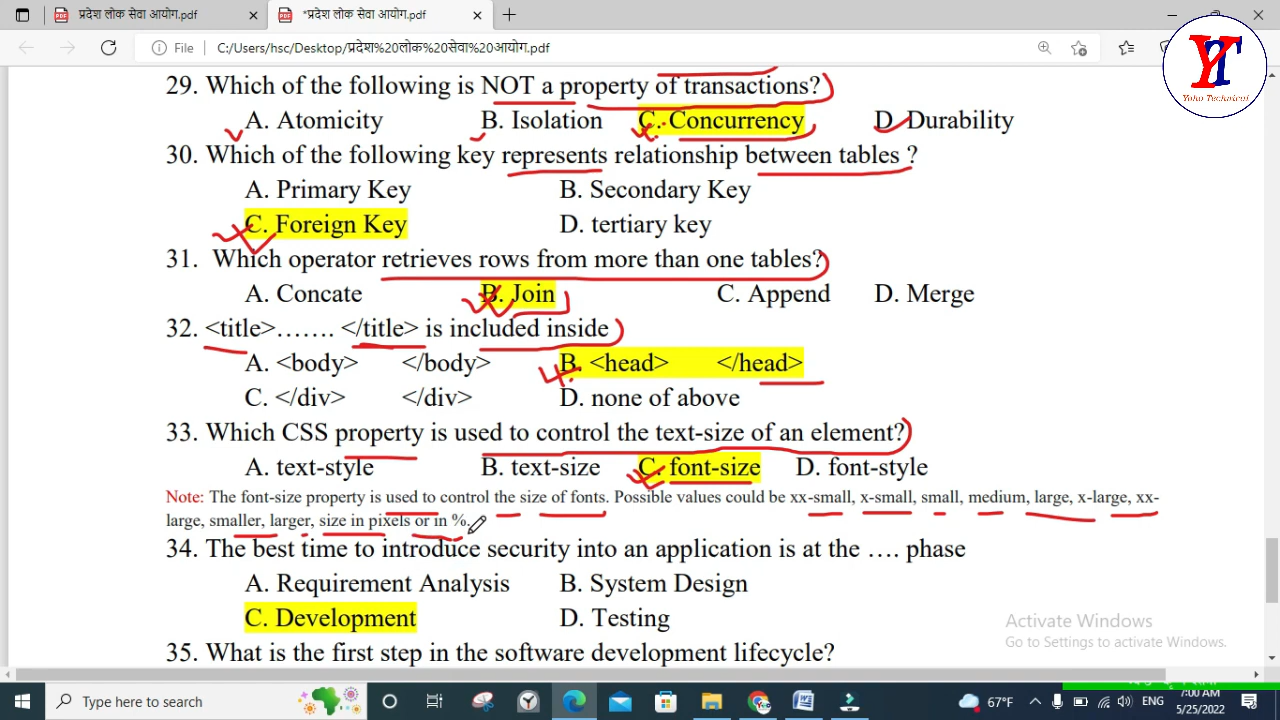 प्रदेश लोक सेवा आयोग.pdf
*प्रदेश लोक सेवा आयोग.pdf
File
C:/Users/hsc/Desktop/प्रदेश%20लोक%20सेवा%20आयोग.pdf
YT
Yoho Technical
29. Which of the following is NOT a property of transactions?
A. Atomicity B. Isolation C. Concurrency D. Durability
30. Which of the following key represents relationship between tables ?
A. Primary Key B. Secondary Key
C. Foreign Key D. tertiary key
31. Which operator retrieves rows from more than one tables?
A. Concate B. Join C. Append D. Merge
32. <title>……. </title> is included inside
A. <body> </body> B. <head> </head>
C. </div> </div> D. none of above
33. Which CSS property is used to control the text-size of an element?
A. text-style B. text-size C. font-size D. font-style
Note: The font-size property is used to control the size of fonts. Possible values could be xx-small, x-small, small, medium, large, x-large, xx-
large, smaller, larger, size in pixels or in %.
34. The best time to introduce security into an application is at the …. phase
A. Requirement Analysis B. System Design
C. Development D. Testing
35. What is the first step in the software development lifecycle?
Activate Windows
Go to Settings to activate Windows.
Type here to search
67°F
ENG
7:00 AM
5/25/2022